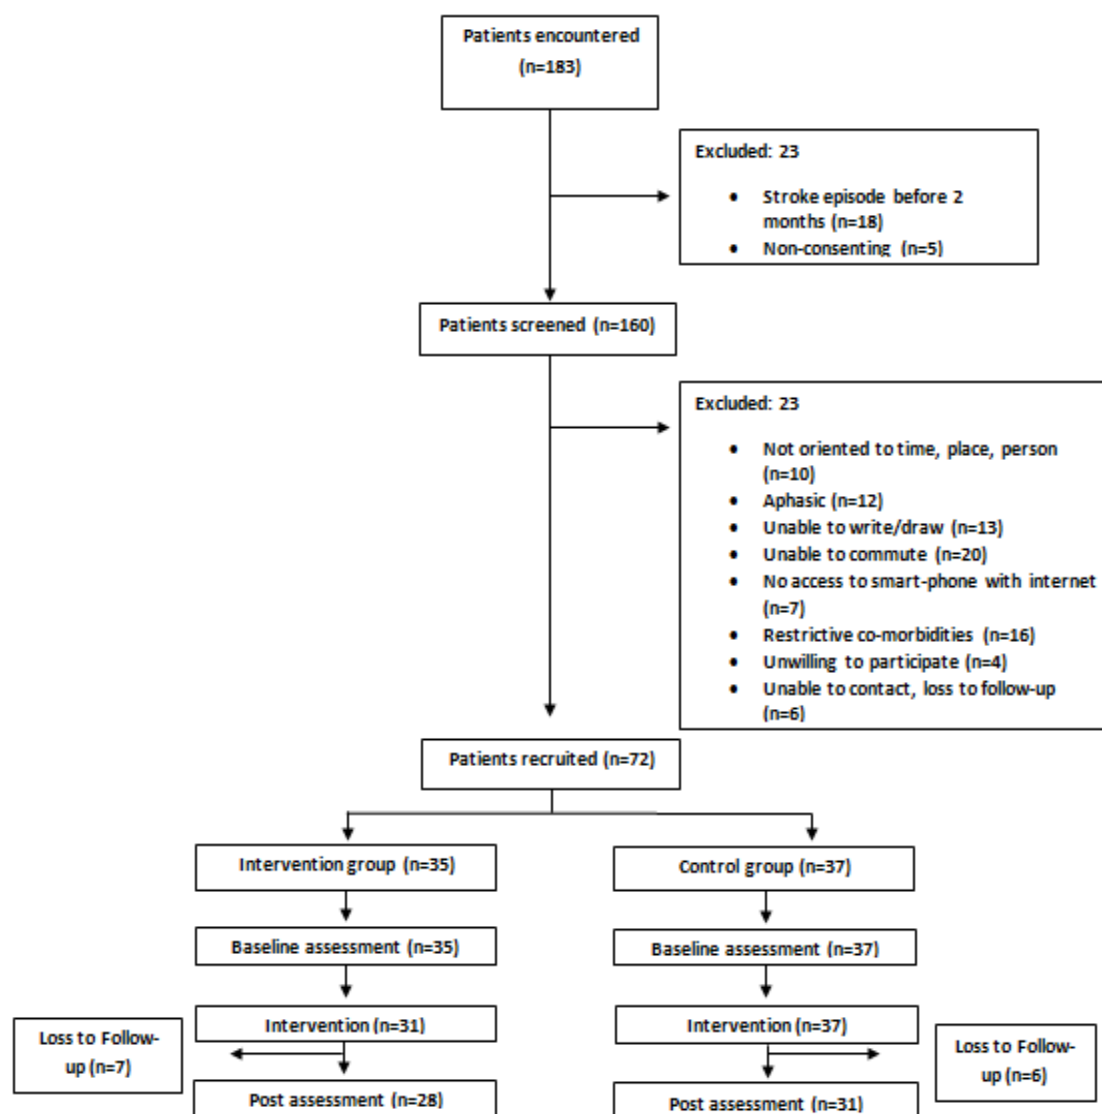 Patients encountered
(n=183)
Excluded: 23
• Stroke episode before 2
months (n=18)
• Non-consenting (n=5)
Patients screened (n=160)
Excluded: 23
• Not oriented to time, place, person
(n=10)
• Aphasic (n=12)
• Unable to write/draw (n=13)
• Unable to commute (n=20)
• No access to smart-phone with internet
(n=7)
• Restrictive co-morbidities (n=16)
• Unwilling to participate (n=4)
• Unable to contact, loss to follow-up
(n=6)
Patients recruited (n=72)
Intervention group (n=35)
Control group (n=37)
Baseline assessment (n=35)
Baseline assessment (n=37)
Intervention (n=31)
Intervention (n=37)
Loss to Follow-
up (n=7)
Loss to Follow-
up (n=6)
Post assessment (n=28)
Post assessment (n=31)